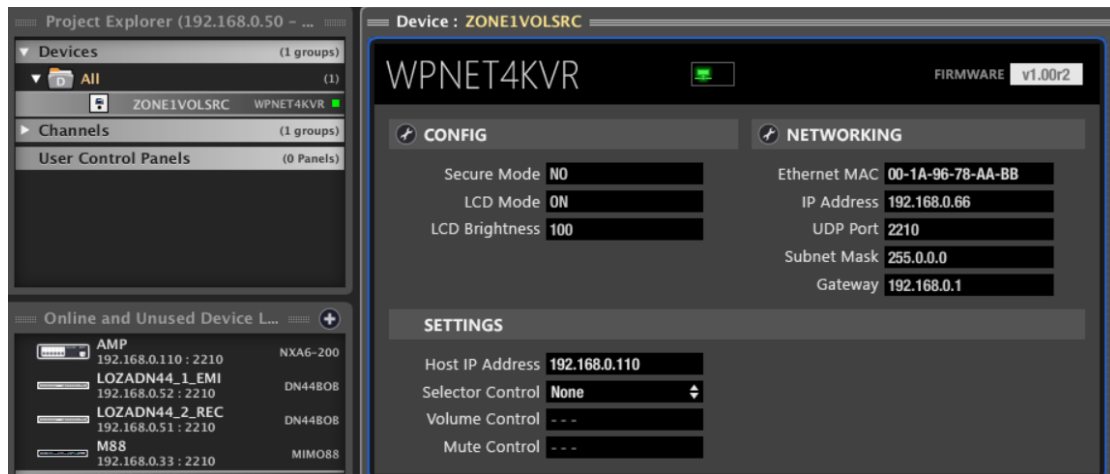 Project Explorer (192.168.0.50 – ...
Devices (1 groups)
D All (1)
ZONE1VOLSRC WPNET4KVR
Channels (1 groups)
User Control Panels (0 Panels)
Online and Unused Device L...
AMP
192.168.0.110 : 2210 NXA6-200
LOZADN44_1_EMI
192.168.0.52 : 2210 DN44BOB
LOZADN44_2_REC
192.168.0.51 : 2210 DN44BOB
M88
192.168.0.33 : 2210 MIMO88
Device : ZONE1VOLSRC
WPNET4KVR FIRMWARE v1.00r2
CONFIG
Secure Mode NO
LCD Mode ON
LCD Brightness 100
NETWORKING
Ethernet MAC 00-1A-96-78-AA-BB
IP Address 192.168.0.66
UDP Port 2210
Subnet Mask 255.0.0.0
Gateway 192.168.0.1
SETTINGS
Host IP Address 192.168.0.110
Selector Control None
Volume Control - - -
Mute Control - - -